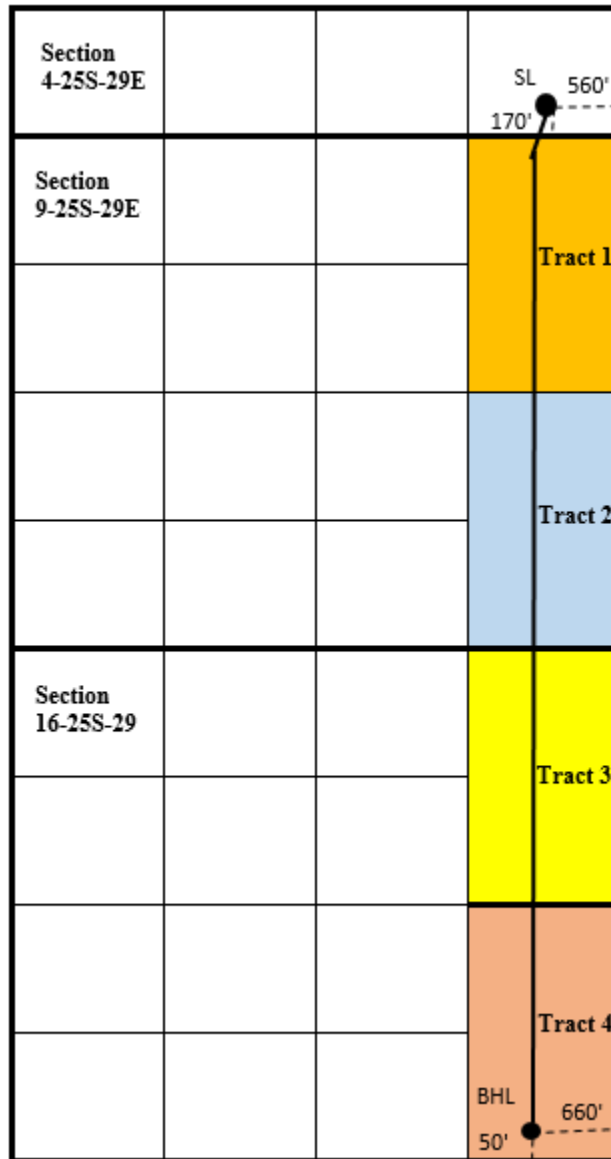 Section
4-25S-29E
SL
560'
170'
Section
9-25S-29E
Tract 1
Tract 2
Section
16-25S-29
Tract 3
Tract 4
BHL
660'
50'